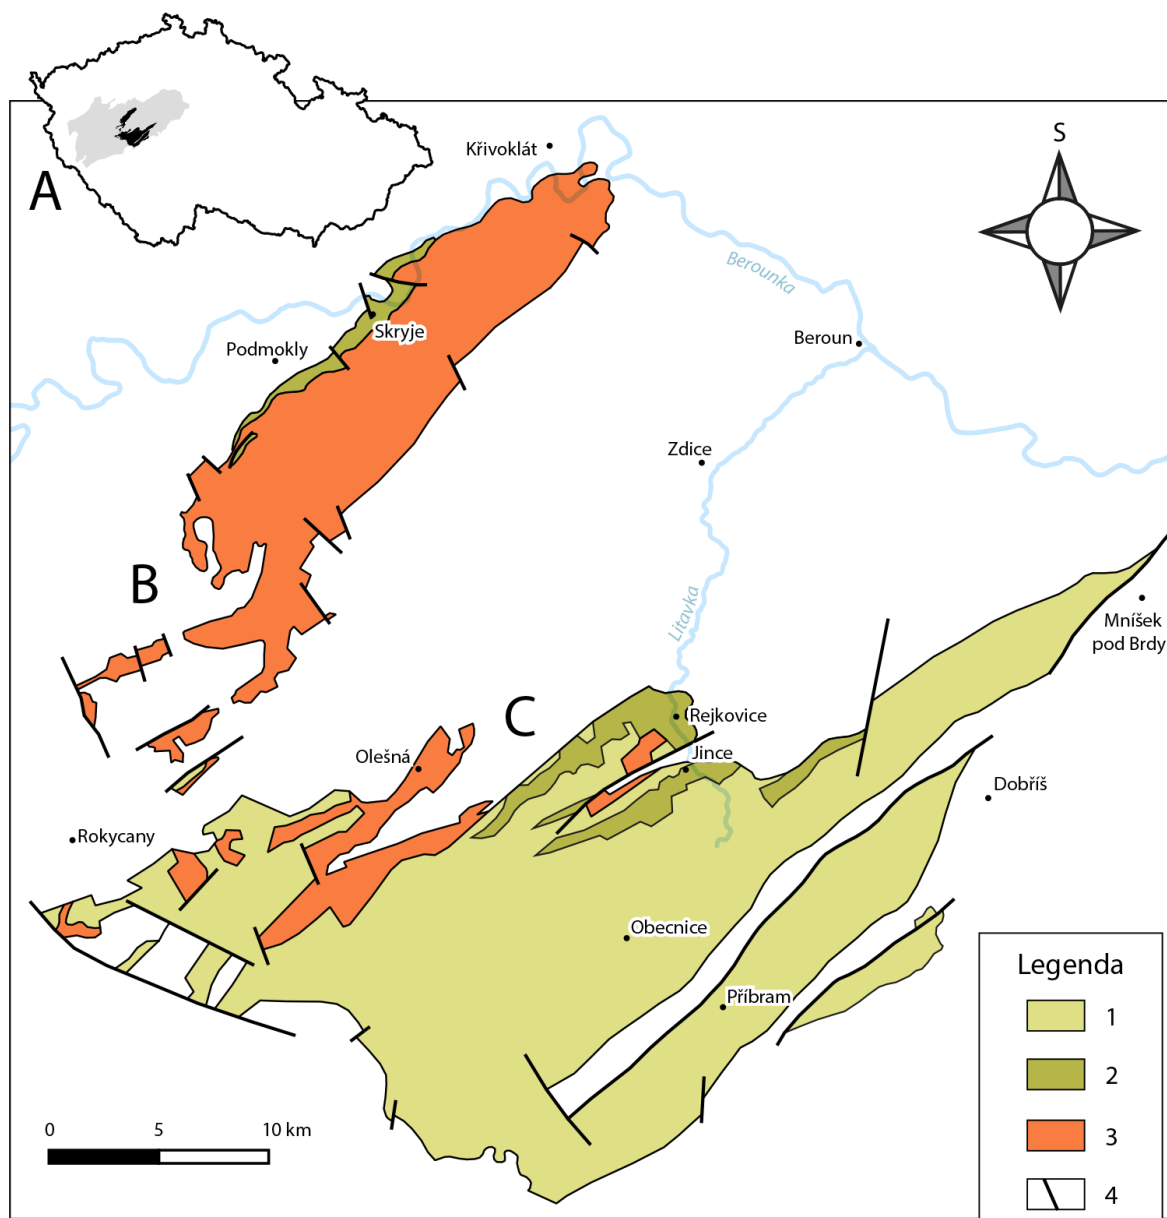 A
S
Křivoklát
Berounka
Beroun
Skryje
Podmokly
Zdice
Litavka
B
Mníšek
pod Brdy
C
Rejkovice
Jince
Olešná
Dobříš
Rokycany
Obecnice
Příbram
Legenda
1
2
3
4
0 5 10 km